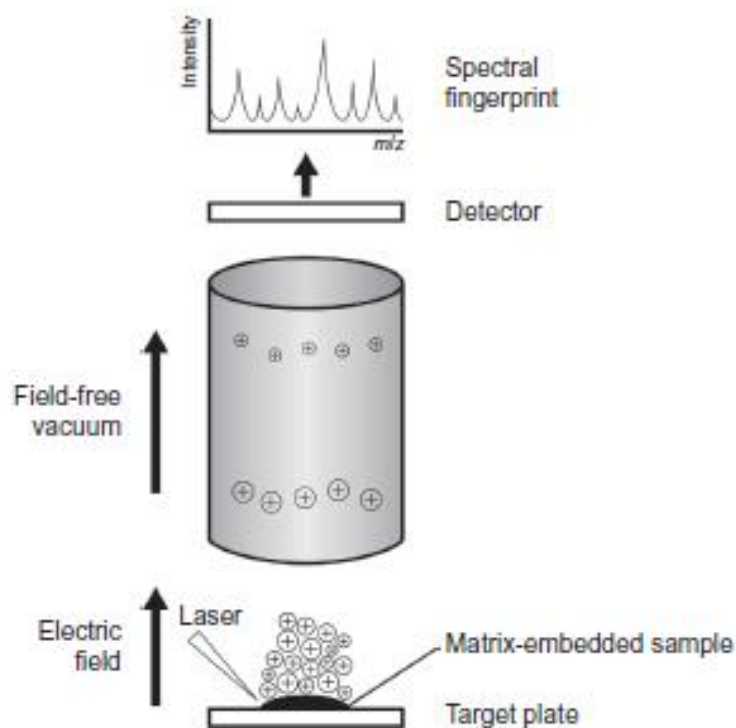 Intensity
m/z
Spectral
fingerprint
Detector
Field-free
vacuum
Electric
field
Laser
Matrix-embedded sample
Target plate